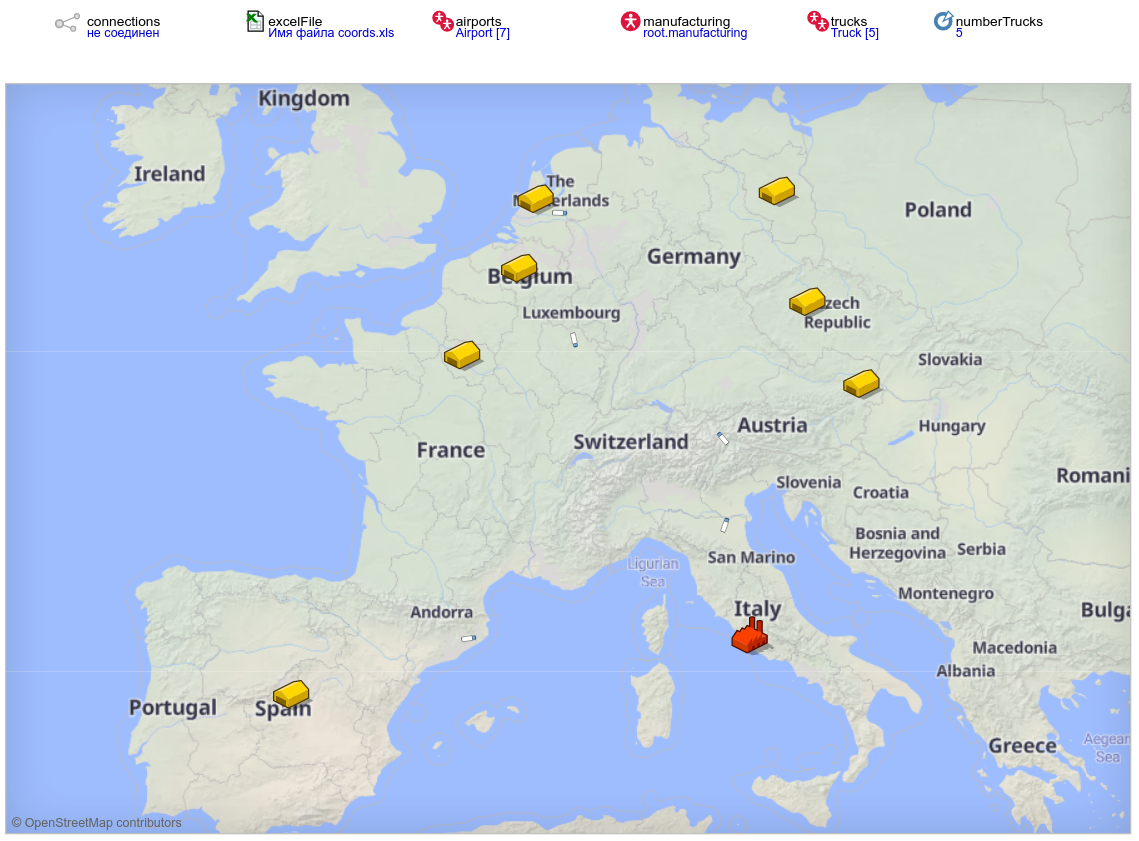 connections
не соединен
excelFile
Имя файла coords.xls
airports
Airport [7]
manufacturing
root.manufacturing
trucks
Truck [5]
numberTrucks
5
Kingdom
Ireland
The
Netherlands
Poland
Germany
Belgium
Luxembourg
Czech
Republic
Slovakia
Austria
Hungary
Switzerland
France
Romani
Slovenia
Croatia
Bosnia and
Herzegovina
Serbia
San Marino
Ligurian
Sea
Montenegro
Italy
Andorra
Bulga
Macedonia
Albania
Portugal
Spain
Greece
Aegean
Sea
© OpenStreetMap contributors